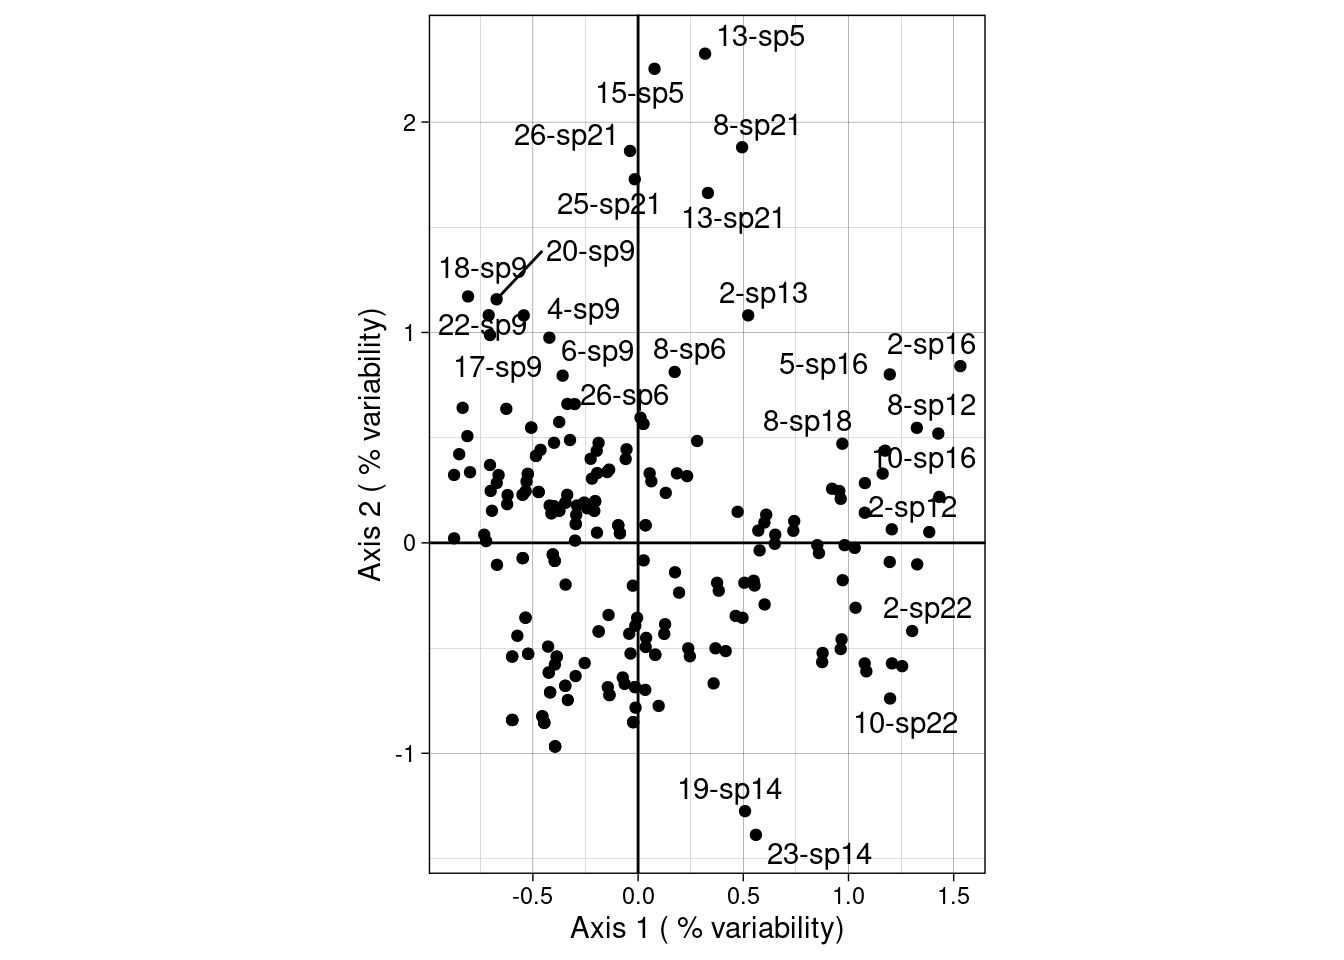 13-sp5
15-sp5
8-sp21
26-sp21
25-sp21
13-sp21
20-sp9
18-sp9
2-sp13
4-sp9
22-sp9
6-sp9
8-sp6
2-sp16
5-sp16
17-sp9
26-sp6
8-sp12
8-sp18
10-sp16
2-sp12
2-sp22
10-sp22
19-sp14
23-sp14
2
1
0
-1
-0.5
0.0
0.5
1.0
1.5
Axis 1 ( % variability)
Axis 2 ( % variability)